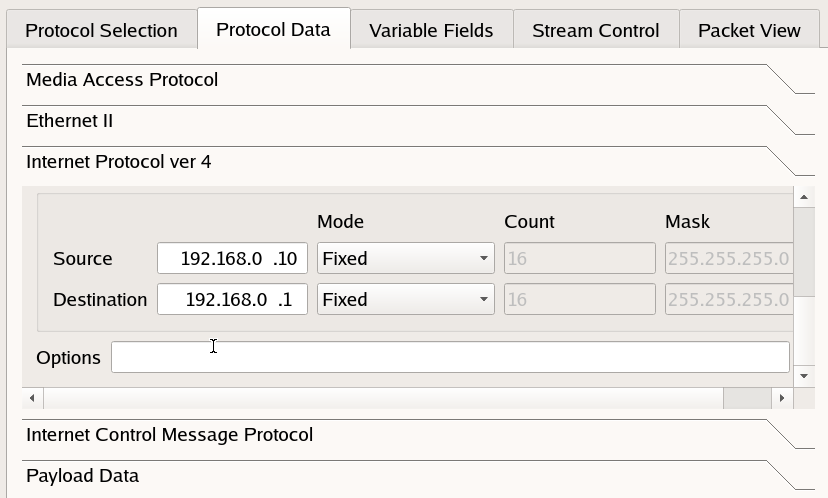 Protocol Selection Protocol Data Variable Fields Stream Control Packet View
Media Access Protocol
Ethernet II
Internet Protocol ver 4
Mode Count Mask
Source 192.168.0 .10 Fixed 16 255.255.255.0
Destination 192.168.0 .1 Fixed 16 255.255.255.0
Options
Internet Control Message Protocol
Payload Data